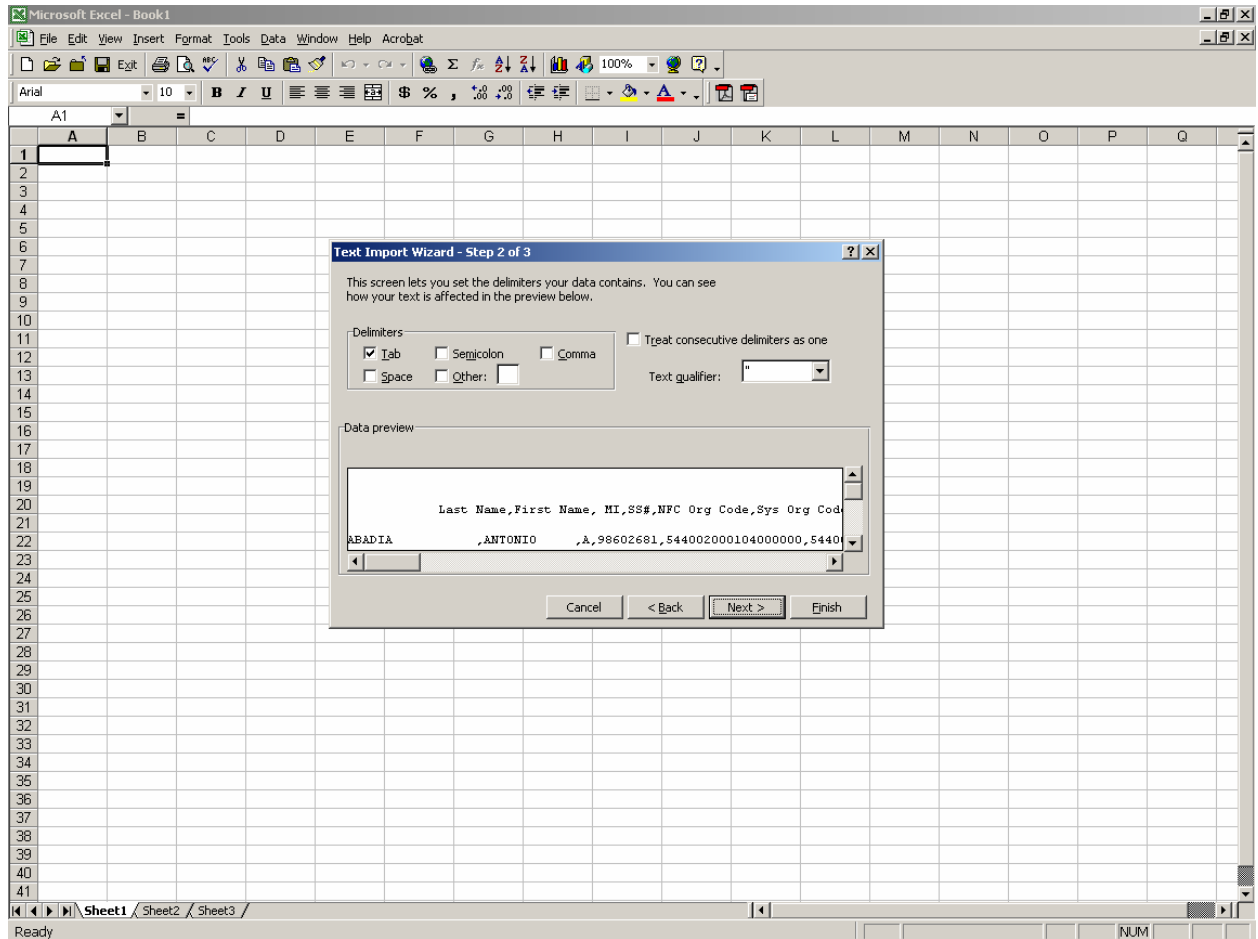 Microsoft Excel - Book1
File Edit View Insert Format Tools Data Window Help Acrobat
Exit ABC Σ fx 100%
Arial 10 B I U $ % ,
A1 =
A B C D E F G H I J K L M N O P Q
1
2
3
4
5
6
7
8
9
10
11
12
13
14
15
16
17
18
19
20
21
22
23
24
25
26
27
28
29
30
31
32
33
34
35
36
37
38
39
40
41
Text Import Wizard - Step 2 of 3
This screen lets you set the delimiters your data contains. You can see
how your text is affected in the preview below.
Delimiters
Tab Semicolon Comma
Space Other:
Treat consecutive delimiters as one
Text qualifier: "
Data preview
Last Name,First Name, MI,SS#,NFC Org Code,Sys Org Cod
ABADIA ,ANTONIO ,A,98602681,544002000104000000,5440
Cancel < Back Next > Finish
Sheet1 Sheet2 Sheet3
Ready NUM